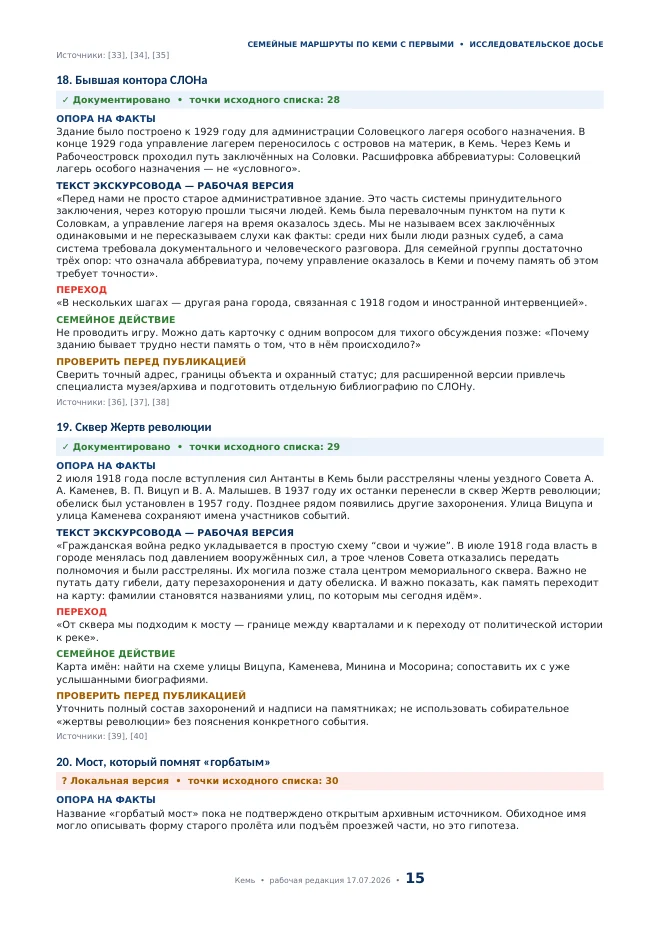 СЕМЕЙНЫЕ МАРШРУТЫ ПО КЕМИ С ПЕРВЫМИ • ИССЛЕДОВАТЕЛЬСКОЕ ДОСЬЕ
Источники: [33], [34], [35]
18. Бывшая контора СЛОНа
✓ Документировано • точки исходного списка: 28
ОПОРА НА ФАКТЫ
Здание было построено к 1929 году для администрации Соловецкого лагеря особого назначения. В
конце 1929 года управление лагерем переносилось с островов на материк, в Кемь. Через Кемь и
Рабочеостровск проходил путь заключённых на Соловки. Расшифровка аббревиатуры: Соловецкий
лагерь особого назначения — не «условного».
ТЕКСТ ЭКСКУРСОВОДА — РАБОЧАЯ ВЕРСИЯ
«Перед нами не просто старое административное здание. Это часть системы принудительного
заключения, через которую прошли тысячи людей. Кемь была перевалочным пунктом на пути к
Соловкам, а управление лагеря на время оказалось здесь. Мы не называем всех заключённых
одинаковыми и не пересказываем слухи как факты: среди них были люди разных судеб, а сама
система требовала документального и человеческого разговора. Для семейной группы достаточно
трёх опор: что означала аббревиатура, почему управление оказалось в Кеми и почему память об этом
требует точности».
ПЕРЕХОД
«В нескольких шагах — другая рана города, связанная с 1918 годом и иностранной интервенцией».
СЕМЕЙНОЕ ДЕЙСТВИЕ
Не проводить игру. Можно дать карточку с одним вопросом для тихого обсуждения позже: «Почему
зданию бывает трудно нести память о том, что в нём происходило?»
ПРОВЕРИТЬ ПЕРЕД ПУБЛИКАЦИЕЙ
Сверить точный адрес, границы объекта и охранный статус; для расширенной версии привлечь
специалиста музея/архива и подготовить отдельную библиографию по СЛОНу.
Источники: [36], [37], [38]
19. Сквер Жертв революции
✓ Документировано • точки исходного списка: 29
ОПОРА НА ФАКТЫ
2 июля 1918 года после вступления сил Антанты в Кемь были расстреляны члены уездного Совета А.
А. Каменев, В. П. Вицуп и В. А. Малышев. В 1937 году их останки перенесли в сквер Жертв революции;
обелиск был установлен в 1957 году. Позднее рядом появились другие захоронения. Улица Вицупа и
улица Каменева сохраняют имена участников событий.
ТЕКСТ ЭКСКУРСОВОДА — РАБОЧАЯ ВЕРСИЯ
«Гражданская война редко укладывается в простую схему “свои и чужие”. В июле 1918 года власть в
городе менялась под давлением вооружённых сил, а трое членов Совета отказались передать
полномочия и были расстреляны. Их могила позже стала центром мемориального сквера. Важно не
путать дату гибели, дату перезахоронения и дату обелиска. И важно показать, как память переходит
на карту: фамилии становятся названиями улиц, по которым мы сегодня идём».
ПЕРЕХОД
«От сквера мы подходим к мосту — границе между кварталами и к переходу от политической истории
к реке».
СЕМЕЙНОЕ ДЕЙСТВИЕ
Карта имён: найти на схеме улицы Вицупа, Каменева, Минина и Мосорина; сопоставить их с уже
услышанными биографиями.
ПРОВЕРИТЬ ПЕРЕД ПУБЛИКАЦИЕЙ
Уточнить полный состав захоронений и надписи на памятниках; не использовать собирательное
«жертвы революции» без пояснения конкретного события.
Источники: [39], [40]
20. Мост, который помнят «горбатым»
? Локальная версия • точки исходного списка: 30
ОПОРА НА ФАКТЫ
Название «горбатый мост» пока не подтверждено открытым архивным источником. Обиходное имя
могло описывать форму старого пролёта или подъём проезжей части, но это гипотеза.
Кемь • рабочая редакция 17.07.2026 • 15